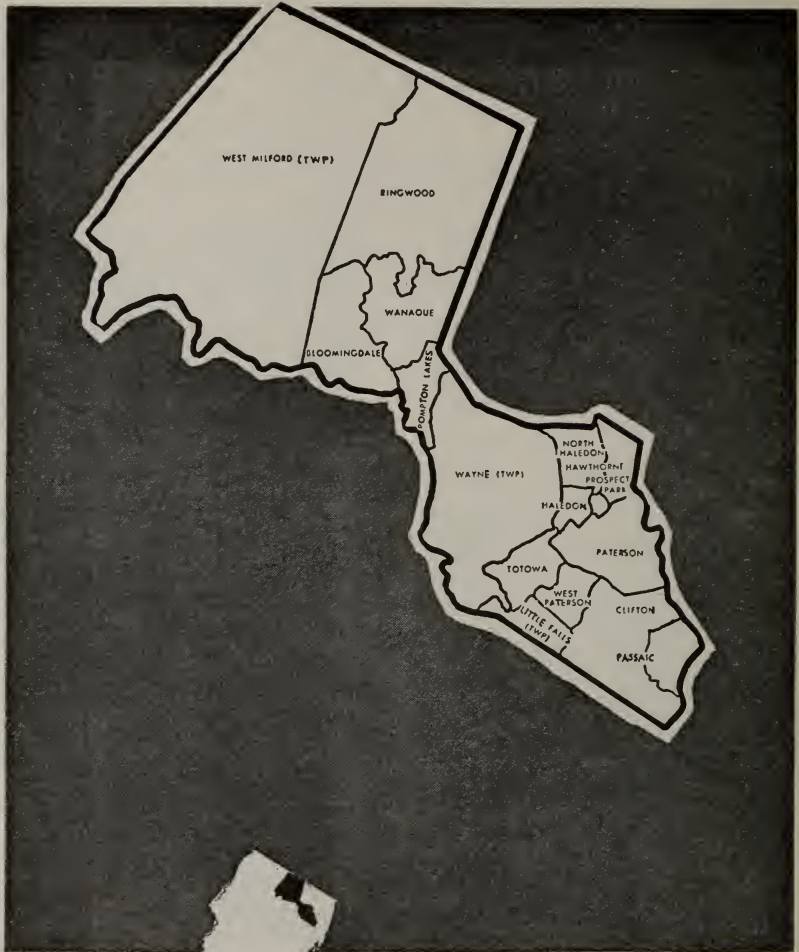 WEST MILFORD (TWP)
RINGWOOD
WANAQUE
BLOOMINGDALE
POMPTON LAKES
WAYNE (TWP)
NORTH
HALEDON
HAWTHORNE
PROSPECT
PARK
HALEDON
PATERSON
TOTOWA
WEST
PATERSON
CLIFTON
LITTLE FALLS
(TWP)
PASSAIC